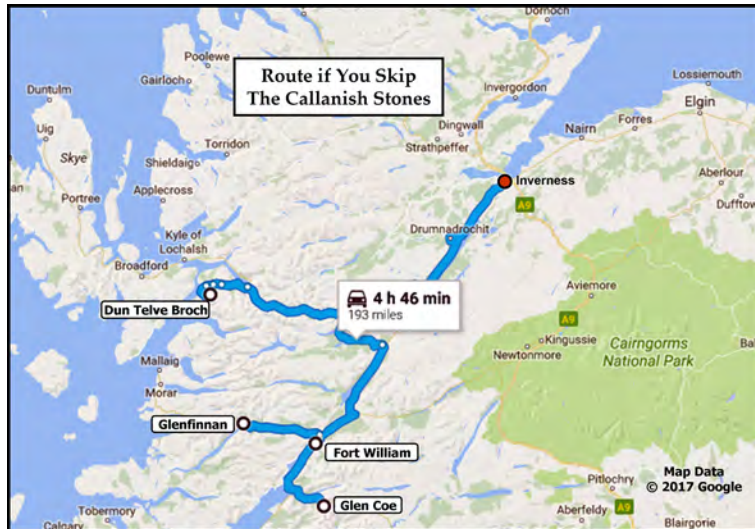 Dornoch
Poolewe
Duntulm
Gairloch
Route if You Skip
The Callanish Stones
Invergordon
Lossiemouth
Elgin
Dingwall
Nairn
Forres
Uig
Skye
Torridon
Strathpeffer
Shieldaig
Inverness
Aberlour
Applecross
A9
Dufftow
Portree
Drumnadrochit
Kyle of
Lochalsh
Broadford
4 h 46 min
193 miles
Aviemore
Dun Telve Broch
A9
Kingussie
Cairngorms
National Park
Bal
Newtonmore
Mallaig
Morar
Glenfinnan
Fort William
Map Data
© 2017 Google
Pitlochry
Glen Coe
Tobermory
Aberfeldy
A9
Calgary
Blairgorie